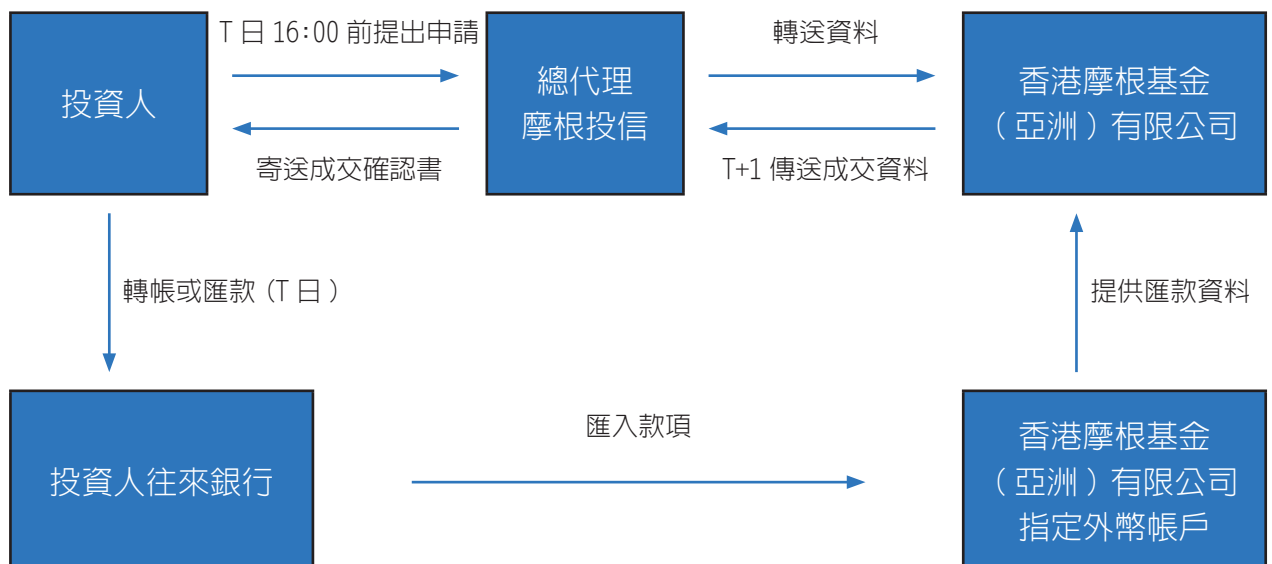 T 日 16:00 前提出申請
轉送資料
投資人
總代理
摩根投信
香港摩根基金
（亞洲）有限公司
寄送成交確認書
T+1 傳送成交資料
轉帳或匯款 (T 日）
提供匯款資料
匯入款項
投資人往來銀行
香港摩根基金
（亞洲）有限公司
指定外幣帳戶